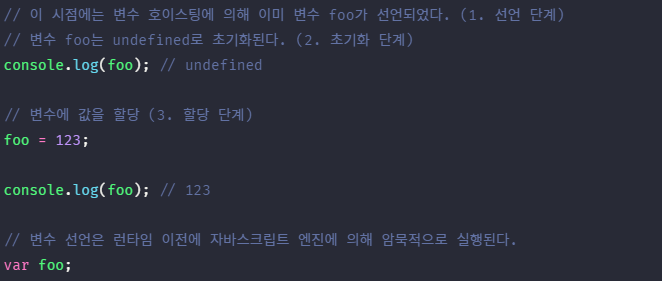 // 이 시점에는 변수 호이스팅에 의해 이미 변수 foo가 선언되었다. (1. 선언 단계)
// 변수 foo는 undefined로 초기화된다. (2. 초기화 단계)
console.log(foo); // undefined
// 변수에 값을 할당 (3. 할당 단계)
foo = 123;
console.log(foo); // 123
// 변수 선언은 런타임 이전에 자바스크립트 엔진에 의해 암묵적으로 실행된다.
var foo;